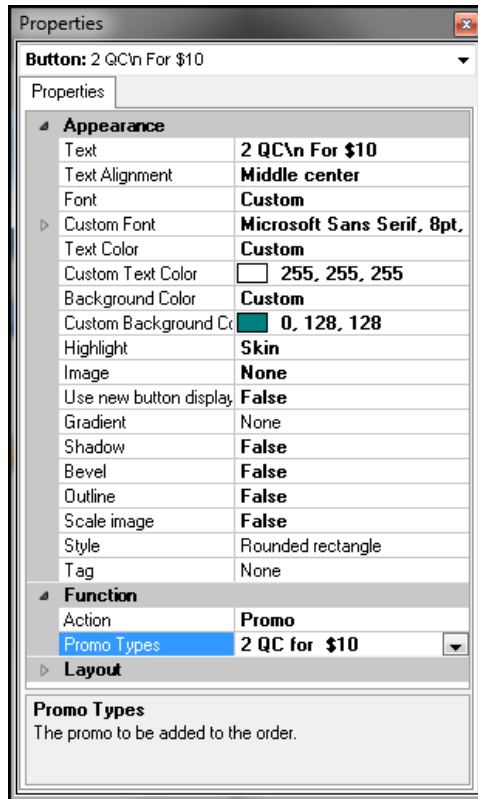 Properties
Button: 2 QC\n For $10
Properties
Appearance
Text 2 QC\n For $10
Text Alignment Middle center
Font Custom
Custom Font Microsoft Sans Serif, 8pt,
Text Color Custom
Custom Text Color 255, 255, 255
Background Color Custom
Custom Background Co 0, 128, 128
Highlight Skin
Image None
Use new button display False
Gradient None
Shadow False
Bevel False
Outline False
Scale image False
Style Rounded rectangle
Tag None
Function
Action Promo
Promo Types 2 QC for  $10
Layout
Promo Types
The promo to be added to the order.